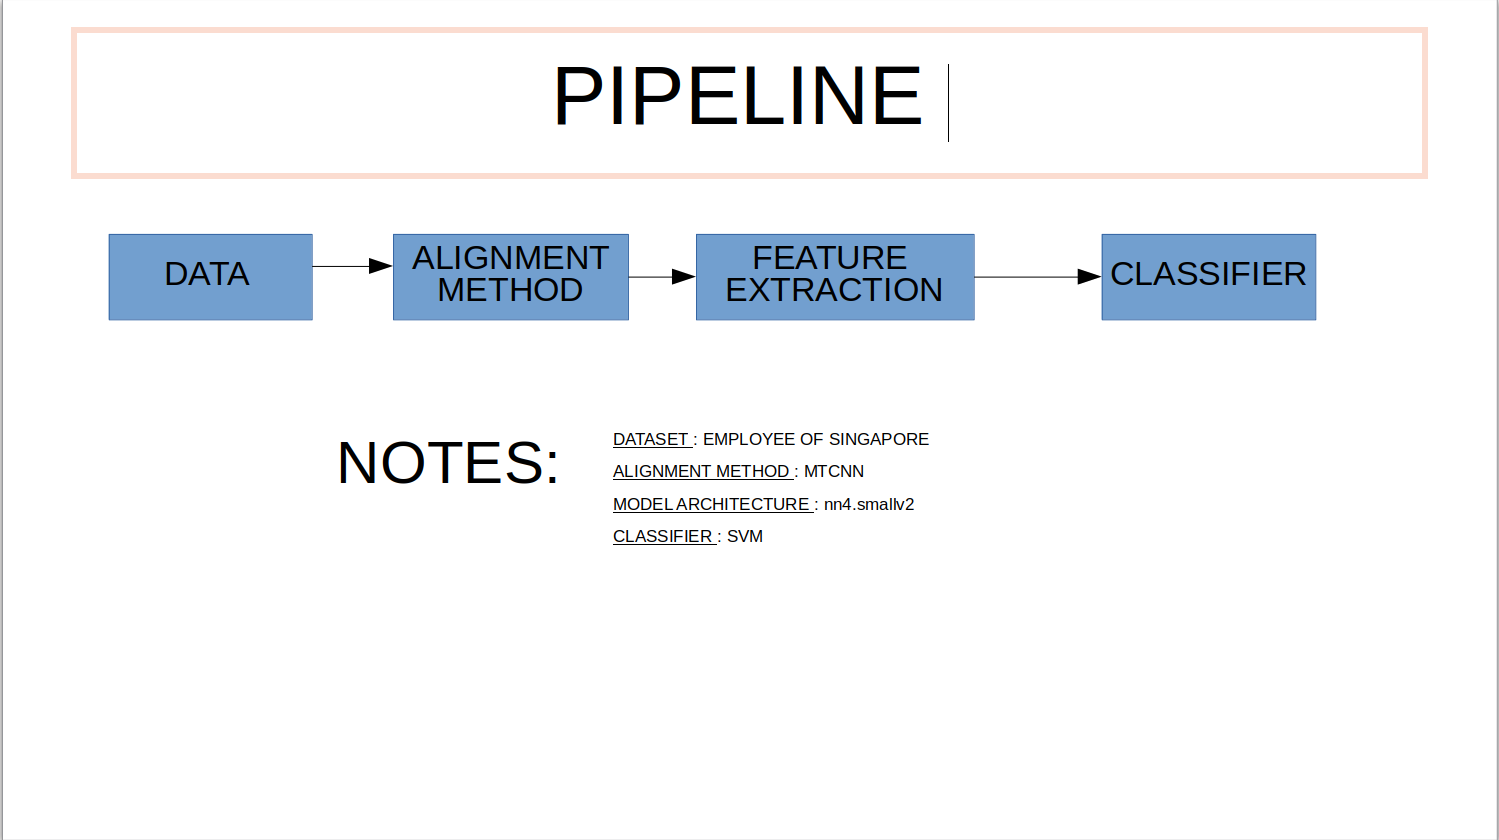 PIPELINE
DATA
ALIGNMENT
METHOD
FEATURE
EXTRACTION
CLASSIFIER
NOTES:
DATASET : EMPLOYEE OF SINGAPORE
ALIGNMENT METHOD : MTCNN
MODEL ARCHITECTURE : nn4.smallv2
CLASSIFIER : SVM